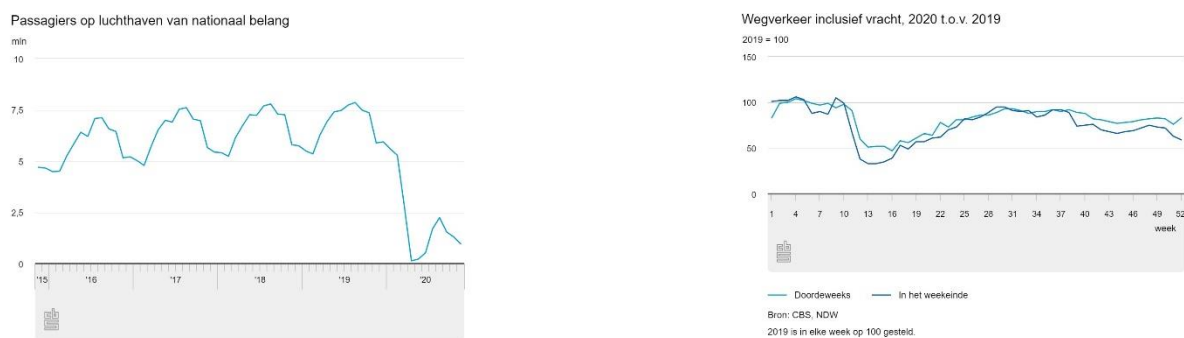 Passagiers op luchthaven van nationaal belang
mln
10
7,5
5
2,5
0
'15 '16 '17 '18 '19 '20
Wegverkeer inclusief vracht, 2020 t.o.v. 2019
2019 = 100
150
100
50
0
1 4 7 10 13 16 19 22 25 28 31 34 37 40 43 46 49 52
week
Doordeweeks In het weekeinde
Bron: CBS, NDW
2019 is in elke week op 100 gesteld.